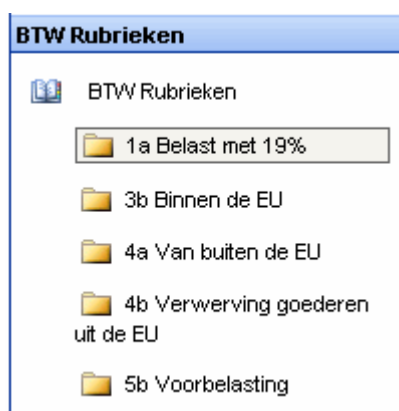 BTW Rubrieken
BTW Rubrieken
1a Belast met 19%
3b Binnen de EU
4a Van buiten de EU
4b Verwerving goederen
uit de EU
5b Voorbelasting